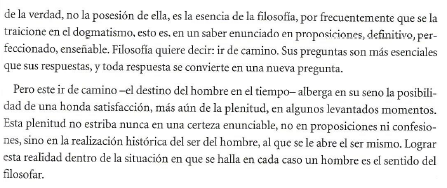 de la verdad, no la posesión de ella, es la esencia de la filosofía, por frecuentemente que se la
traicione en el dogmatismo, esto es, en un saber enunciado en proposiciones, definitivo, per-
feccionado, enseñable. Filosofía quiere decir: ir de camino. Sus preguntas son más esenciales
que sus respuestas, y toda respuesta se convierte en una nueva pregunta.
Pero este ir de camino –el destino del hombre en el tiempo– alberga en su seno la posibili-
dad de una honda satisfacción, más aún de la plenitud, en algunos levantados momentos.
Esta plenitud no estriba nunca en una certeza enunciable, no en proposiciones ni confesio-
nes, sino en la realización histórica del ser del hombre, al que se le abre el ser mismo. Lograr
esta realidad dentro de la situación en que se halla en cada caso un hombre es el sentido del
filosofar.